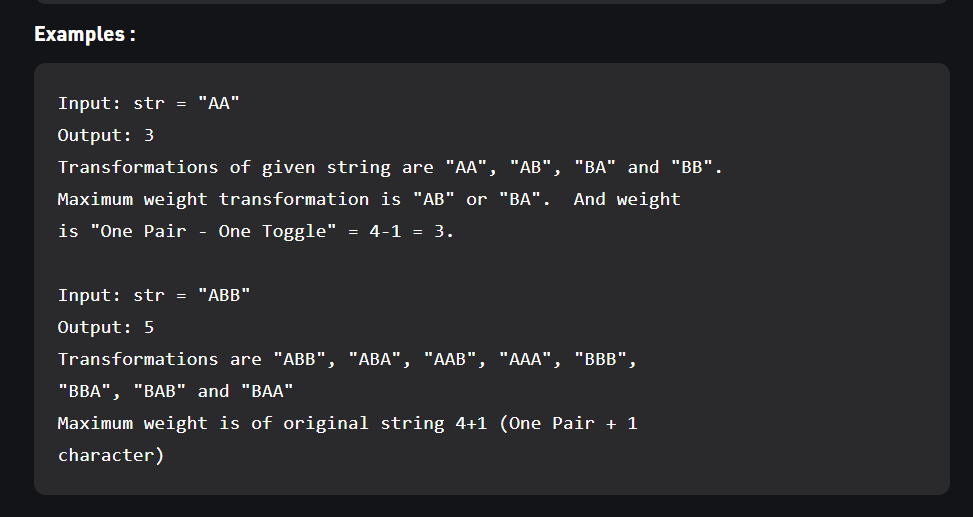 Examples :
Input: str = "AA"
Output: 3
Transformations of given string are "AA", "AB", "BA" and "BB".
Maximum weight transformation is "AB" or "BA".  And weight
is "One Pair - One Toggle" = 4-1 = 3.
Input: str = "ABB"
Output: 5
Transformations are "ABB", "ABA", "AAB", "AAA", "BBB",
"BBA", "BAB" and "BAA"
Maximum weight is of original string 4+1 (One Pair + 1
character)